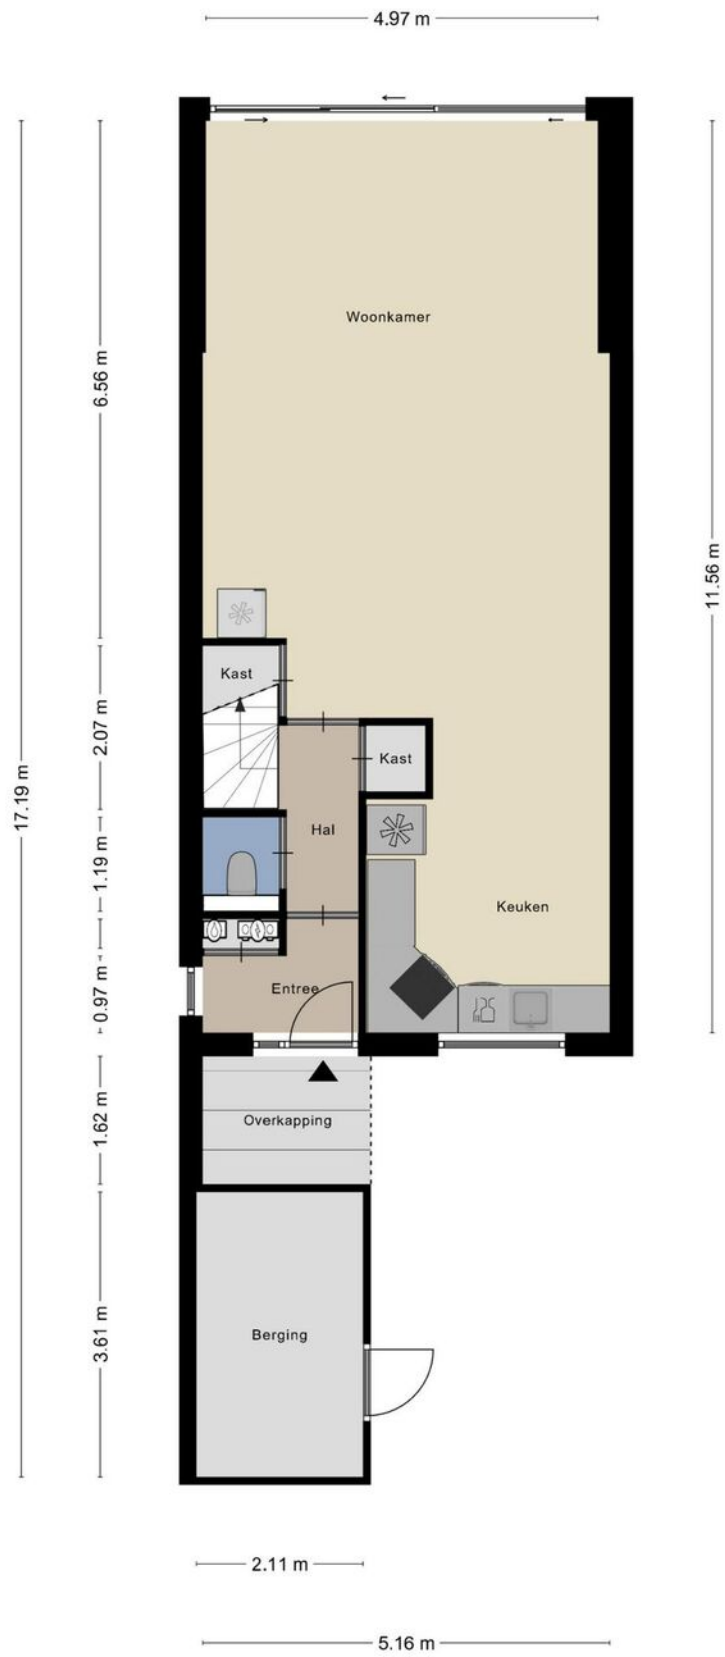 4.97 m
Woonkamer
6.56 m
11.56 m
Kast
2.07 m
Kast
17.19 m
Hal
1.19 m
Keuken
0.97 m
Entree
1.62 m
Overkapping
3.61 m
Berging
2.11 m
5.16 m